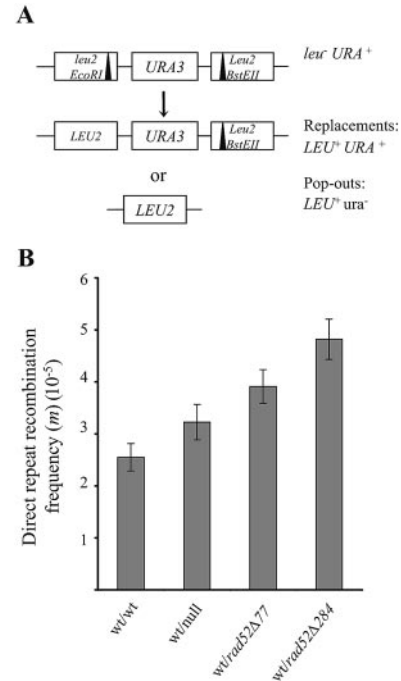 A
leu2 EcoRI URA3 Leu2 BstEII leu⁻ URA⁺
LEU2 URA3 Leu2 BstEII Replacements: LEU⁺ URA⁺
or
LEU2 Pop-outs: LEU⁺ ura⁻
B
Direct repeat recombination
frequency (m) (10⁻⁵)
6
5
4
3
2
1
wt/wt
wt/null
wt/rad52Δ77
wt/rad52Δ284